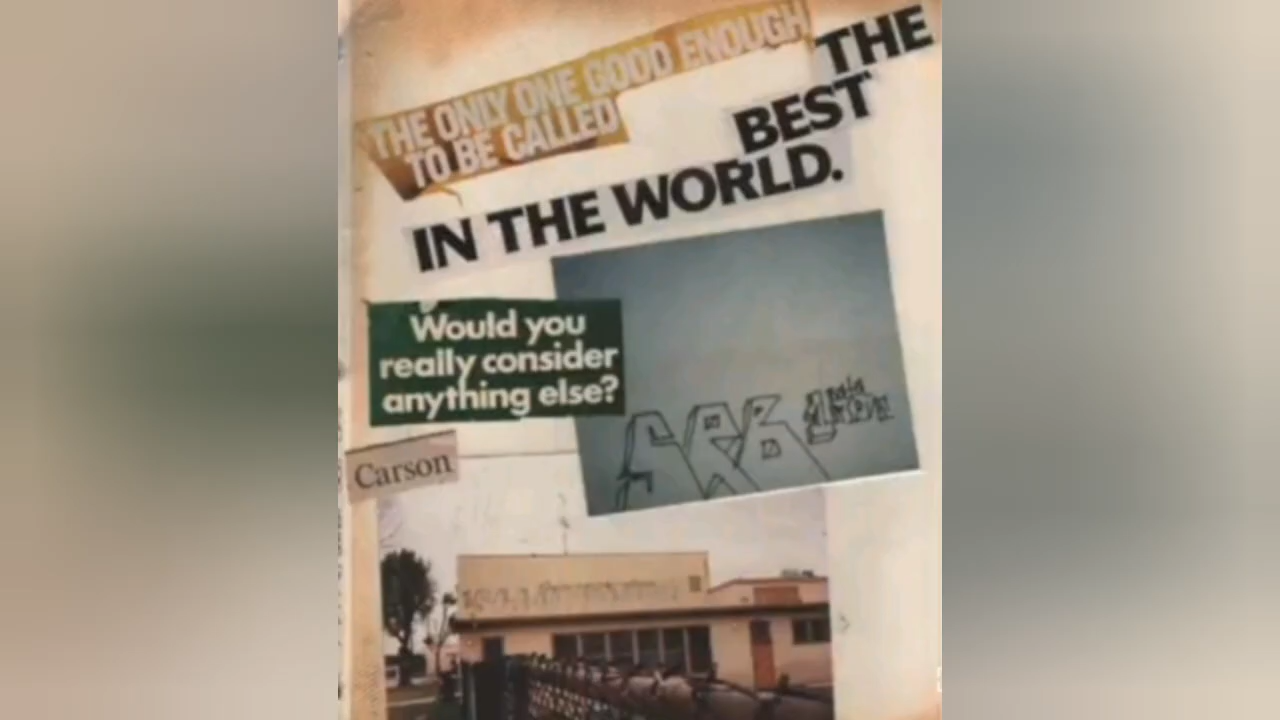 THE ONLY ONE GOOD ENOUGH
TO BE CALLED
THE
BEST
IN THE WORLD.
Would you
really consider
anything else?
Carson